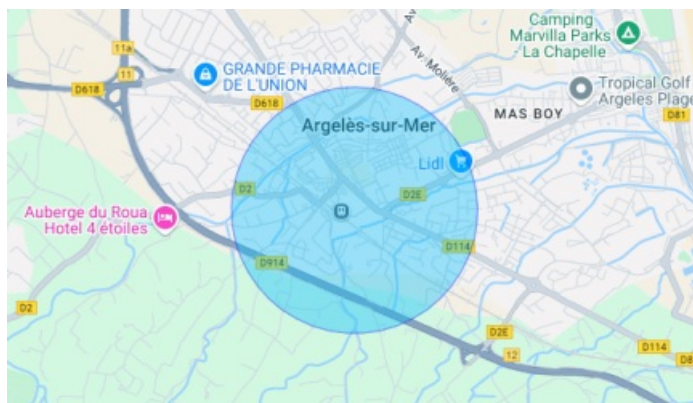 Camping
Marvilla Parks
- La Chapelle
11a
Av.
11
GRANDE PHARMACIE
DE L'UNION
Av. Molière
D618
D618
Tropical Golf
Argeles Plage
MAS BOY
D81
Argelès-sur-Mer
Lidl
D2
D2E
Auberge du Roua
Hotel 4 étoiles
D114
D914
D2
D2E
D114
12
D8